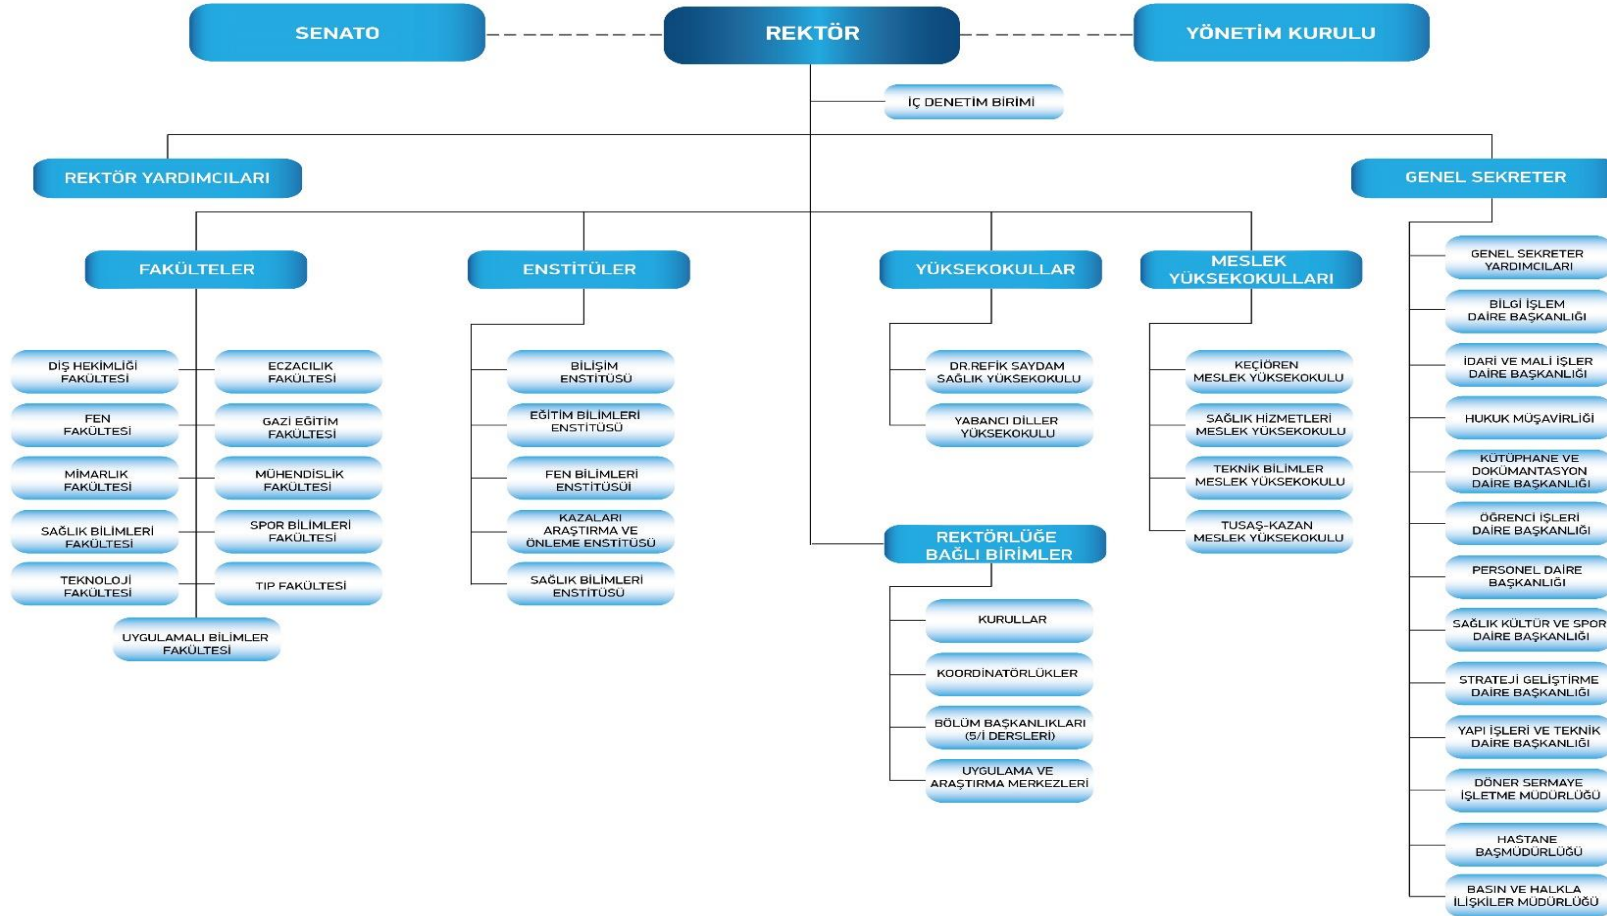 SENATO
REKTÖR
YÖNETİM KURULU
İÇ DENETİM BİRİMİ
REKTÖR YARDIMCILARI
GENEL SEKRETER
FAKÜLTELER
ENSTİTÜLER
YÜKSEKOKULLAR
MESLEK
YÜKSEKOKULLARI
DİŞ HEKİMLİĞİ
FAKÜLTESİ
ECZACILIK
FAKÜLTESİ
FEN
FAKÜLTESİ
GAZİ EĞİTİM
FAKÜLTESİ
MİMARLIK
FAKÜLTESİ
MÜHENDİSLİK
FAKÜLTESİ
SAĞLIK BİLİMLERİ
FAKÜLTESİ
SPOR BİLİMLERİ
FAKÜLTESİ
TEKNOLOJİ
FAKÜLTESİ
TIP FAKÜLTESİ
UYGULAMALI BİLİMLER
FAKÜLTESİ
BİLİŞİM
ENSTİTÜSÜ
EĞİTİM BİLİMLERİ
ENSTİTÜSÜ
FEN BİLİMLERİ
ENSTİTÜSÜİ
KAZALARI
ARAŞTIRMA VE
ÖNLEME ENSTİTÜSÜ
SAĞLIK BİLİMLERİ
ENSTİTÜSÜ
DR.REFİK SAYDAM
SAĞLIK YÜKSEKOKULU
YABANCI DİLLER
YÜKSEKOKULU
REKTÖRLÜĞE
BAĞLI BİRİMLER
KURULLAR
KOORDİNATÖRLÜKLER
BÖLÜM BAŞKANLIKLARI
(5/İ DERSLERİ)
UYGULAMA VE
ARAŞTIRMA MERKEZLERİ
KEÇİÖREN
MESLEK YÜKSEKOKULU
SAĞLIK HİZMETLERİ
MESLEK YÜKSEKOKULU
TEKNİK BİLİMLER
MESLEK YÜKSEKOKULU
TUSAŞ-KAZAN
MESLEK YÜKSEKOKULU
GENEL SEKRETER
YARDIMCILARI
BİLGİ İŞLEM
DAİRE BAŞKANLIĞI
İDARİ VE MALİ İŞLER
DAİRE BAŞKANLIĞI
HUKUK MÜŞAVİRLİĞİ
KÜTÜPHANE VE
DOKÜMANTASYON
DAİRE BAŞKANLIĞI
ÖĞRENCİ İŞLERİ
DAİRE BAŞKANLIĞI
PERSONEL DAİRE
BAŞKANLIĞI
SAĞLIK KÜLTÜR VE SPOR
DAİRE BAŞKANLIĞI
STRATEJİ GELİŞTİRME
DAİRE BAŞKANLIĞI
YAPI İŞLERİ VE TEKNİK
DAİRE BAŞKANLIĞI
DÖNER SERMAYE
İŞLETME MÜDÜRLÜĞÜ
HASTANE
BAŞMÜDÜRLÜĞÜ
BASIN VE HALKLA
İLİŞKİLER MÜDÜRLÜĞÜ